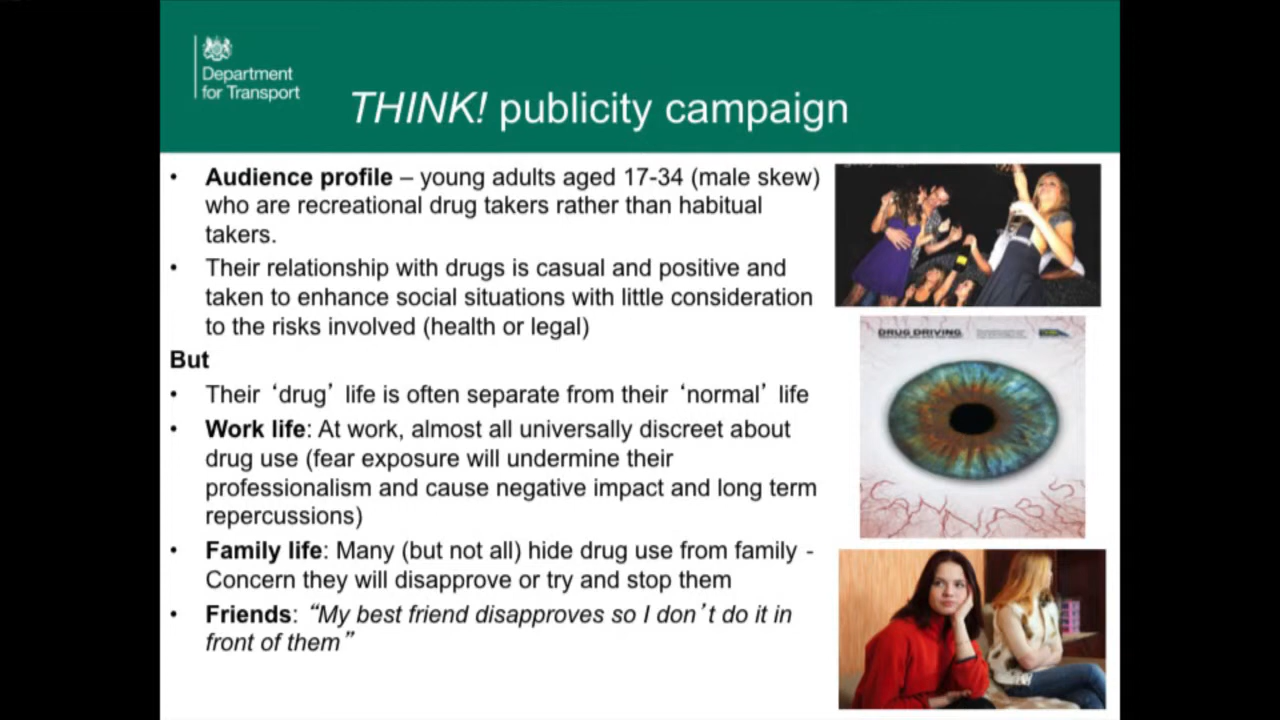 Department
for Transport
THINK! publicity campaign
• Audience profile – young adults aged 17-34 (male skew)
who are recreational drug takers rather than habitual
takers.
• Their relationship with drugs is casual and positive and
taken to enhance social situations with little consideration
to the risks involved (health or legal)
But
• Their ‘drug’ life is often separate from their ‘normal’ life
• Work life: At work, almost all universally discreet about
drug use (fear exposure will undermine their
professionalism and cause negative impact and long term
repercussions)
• Family life: Many (but not all) hide drug use from family -
Concern they will disapprove or try and stop them
• Friends: “My best friend disapproves so I don’t do it in
front of them”
DRUG DRIVING